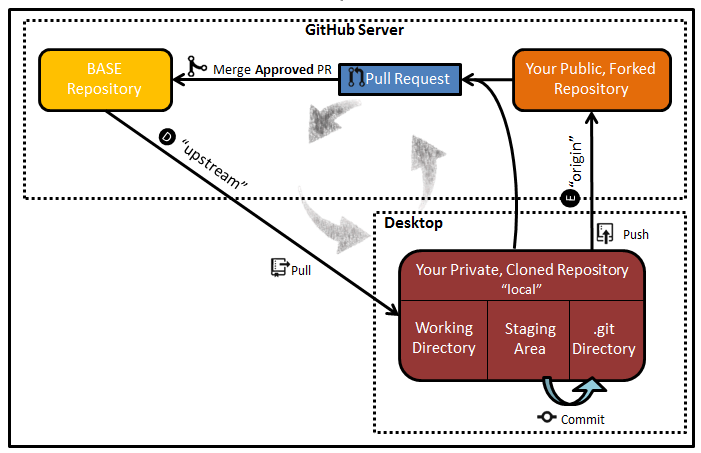 GitHub Server
BASE
Repository
Merge Approved PR
Pull Request
Your Public, Forked
Repository
D "upstream"
E "origin"
Desktop
Push
Pull
Your Private, Cloned Repository
"local"
Working
Directory
Staging
Area
.git
Directory
Commit